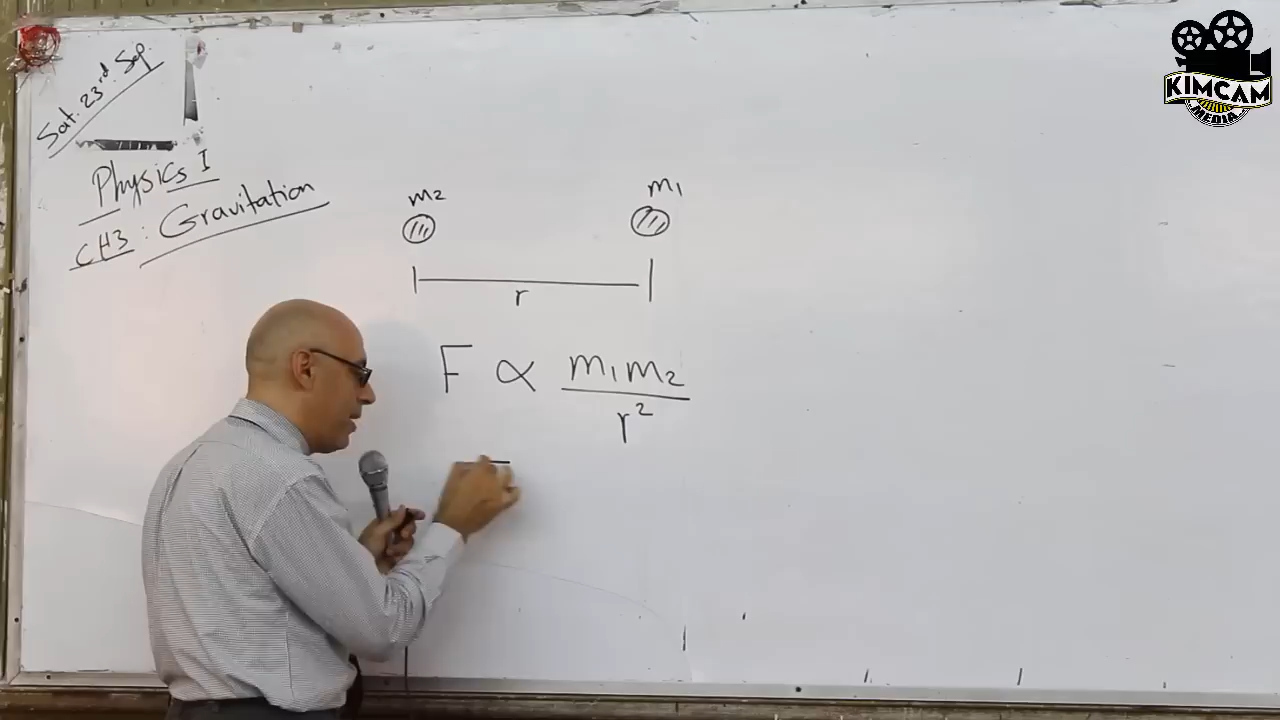 Sat. 23rd. Sep.
Physics I
CH3: Gravitation
m2 m1
r
F ∝ m1m2
r²
KIMCAM
MEDIA